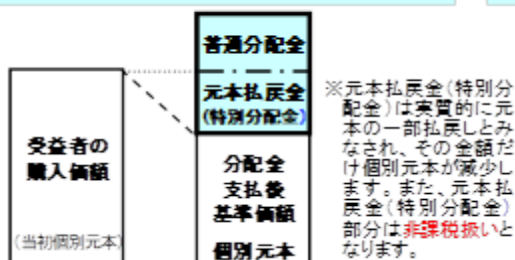 普通分配金
元本払戻金
(特別分配金)
受益者の
購入価額
(当初個別元本)
分配金
支払後
基準価額
個別元本
※元本払戻金(特別分
配金)は実質的に元
本の一部払戻しとみ
なされ、その金額だ
け個別元本が減少し
ます。また、元本払
戻金(特別分配金)
部分は非課税扱いと
なります。